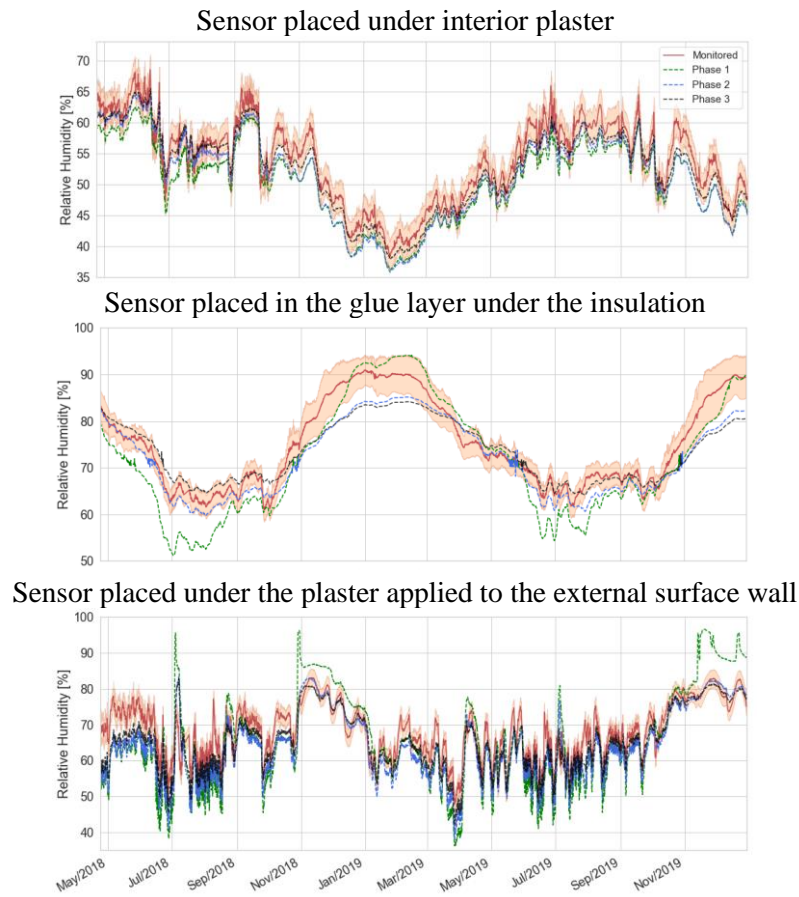 Sensor placed under interior plaster
Relative Humidity [%]
70
65
60
55
50
45
40
35
Monitored
Phase 1
Phase 2
Phase 3
Sensor placed in the glue layer under the insulation
Relative Humidity [%]
100
90
80
70
60
50
Sensor placed under the plaster applied to the external surface wall
Relative Humidity [%]
100
90
80
70
60
50
40
May/2018
Jul/2018
Sep/2018
Nov/2018
Jan/2019
Mar/2019
May/2019
Jul/2019
Sep/2019
Nov/2019